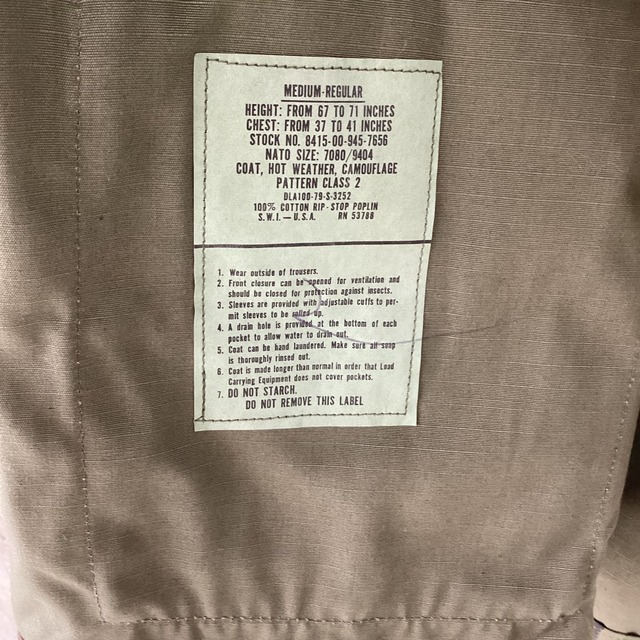 MEDIUM-REGULAR
HEIGHT: FROM 67 TO 71 INCHES
CHEST: FROM 37 TO 41 INCHES
STOCK NO. 8415-00-945-7656
NATO SIZE: 7080/9404
COAT, HOT WEATHER, CAMOUFLAGE
PATTERN CLASS 2
DLA100-79-S-3252
100% COTTON RIP-STOP POPLIN
S.W.I. — U.S.A. RN 53788
1. Wear outside of trousers.
2. Front closure can be opened for ventilation and
should be closed for protection against insects.
3. Sleeves are provided with adjustable cuffs to per-
mit sleeves to be rolled up.
4. A drain hole is provided at the bottom of each
pocket to allow water to drain out.
5. Coat can be hand laundered. Make sure all soap
is thoroughly rinsed out.
6. Coat is made longer than normal in order that Load
Carrying Equipment does not cover pockets.
7. DO NOT STARCH.
DO NOT REMOVE THIS LABEL